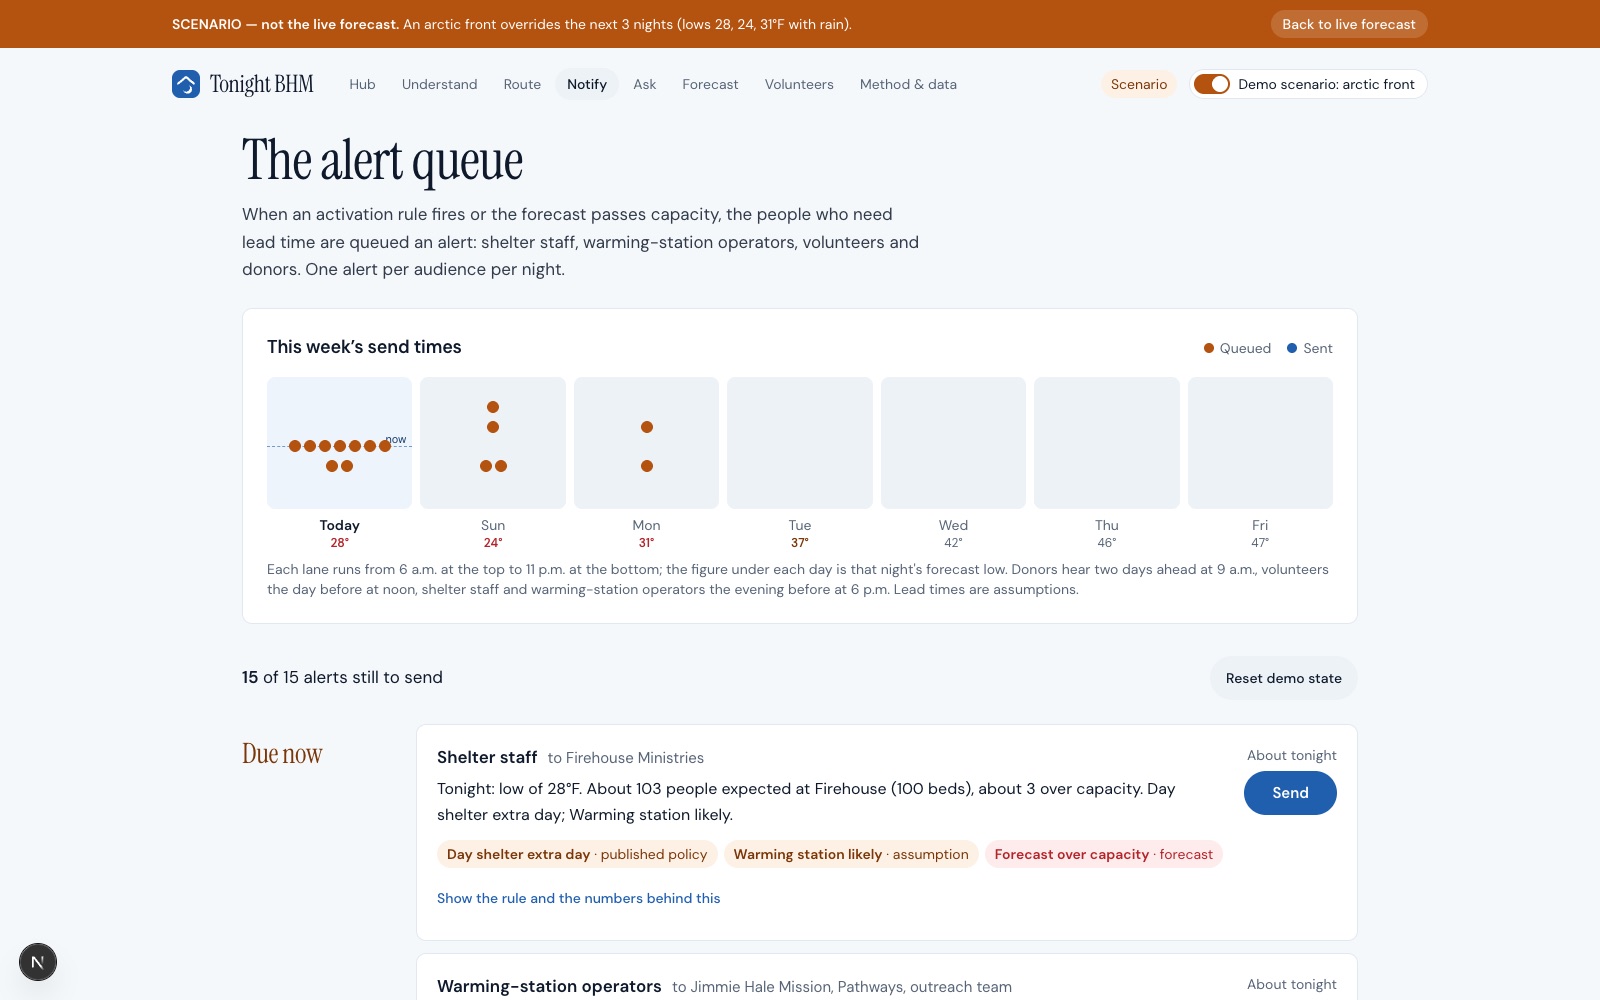 SCENARIO — not the live forecast. An arctic front overrides the next 3 nights (lows 28, 24, 31°F with rain).
Back to live forecast
Tonight BHM
Hub
Understand
Route
Notify
Ask
Forecast
Volunteers
Method & data
Scenario
Demo scenario: arctic front
The alert queue
When an activation rule fires or the forecast passes capacity, the people who need
lead time are queued an alert: shelter staff, warming-station operators, volunteers and
donors. One alert per audience per night.
This week’s send times
Queued
Sent
now
Today
Sun
Mon
Tue
Wed
Thu
Fri
28°
24°
31°
37°
42°
46°
47°
Each lane runs from 6 a.m. at the top to 11 p.m. at the bottom; the figure under each day is that night's forecast low. Donors hear two days ahead at 9 a.m., volunteers
the day before at noon, shelter staff and warming-station operators the evening before at 6 p.m. Lead times are assumptions.
15 of 15 alerts still to send
Reset demo state
Due now
Shelter staff to Firehouse Ministries
About tonight
Tonight: low of 28°F. About 103 people expected at Firehouse (100 beds), about 3 over capacity. Day
shelter extra day; Warming station likely.
Send
Day shelter extra day · published policy
Warming station likely · assumption
Forecast over capacity · forecast
Show the rule and the numbers behind this
Warming-station operators to Jimmie Hale Mission, Pathways, outreach team
About tonight
N